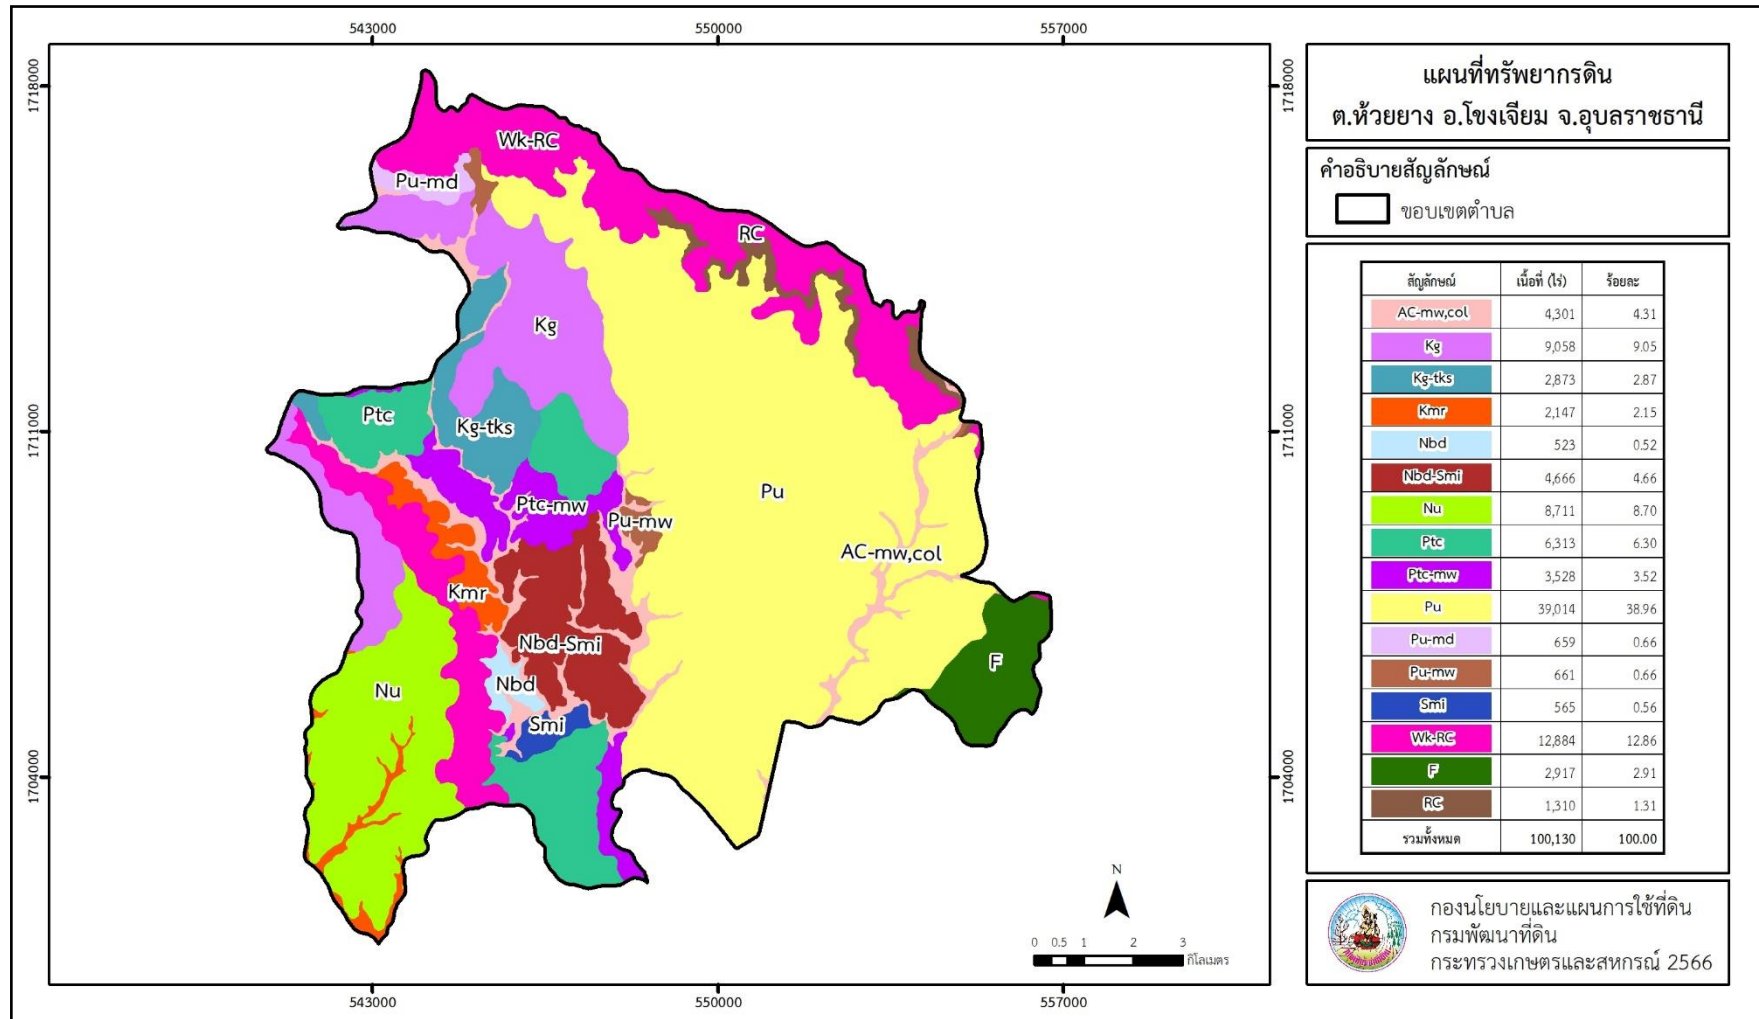 543000
550000
557000
1718000
1718000
1711000
1711000
1704000
1704000
Wk-RC
Pu-md
RC
Kg
Ptc
Kg-tks
Pu
Ptc-mw
Pu-mw
AC-mw,col
Kmr
Nbd-Smi
F
Nbd
Nu
Smi
N
0 0.5 1 2 3
กิโลเมตร
543000
550000
557000
แผนที่ทรัพยากรดิน
ต.ห้วยยาง อ.โขงเจียม จ.อุบลราชธานี
คำอธิบายสัญลักษณ์
ขอบเขตตำบล
สัญลักษณ์ เนื้อที่ (ไร่) ร้อยละ
AC-mw,col 4,301 4.31
Kg 9,058 9.05
Kg-tks 2,873 2.87
Kmr 2,147 2.15
Nbd 523 0.52
Nbd-Smi 4,666 4.66
Nu 8,711 8.70
Ptc 6,313 6.30
Ptc-mw 3,528 3.52
Pu 39,014 38.96
Pu-md 659 0.66
Pu-mw 661 0.66
Smi 565 0.56
Wk-RC 12,884 12.86
F 2,917 2.91
RC 1,310 1.31
รวมทั้งหมด 100,130 100.00
กองนโยบายและแผนการใช้ที่ดิน
กรมพัฒนาที่ดิน
กระทรวงเกษตรและสหกรณ์ 2566